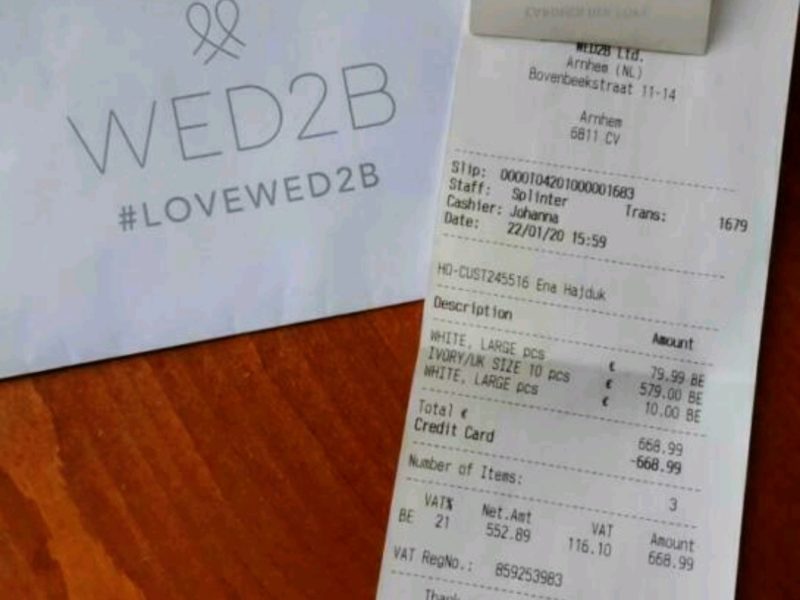 WED2B
#LOVEWED2B
WED2B Ltd.
Arnhem (NL)
Bovenbeekstraat 11-14
Arnhem
6811 CV
Slip: 0000104201000001683
Staff: Splinter Trans: 1679
Cashier: Johanna
Date: 22/01/20 15:59
HO-CUST245516 Ena Hajduk
Description Amount
WHITE, LARGE pcs € 79.99 BE
IVORY/UK SIZE 10 pcs € 579.00 BE
WHITE, LARGE pcs € 10.00 BE
Total € 668.99
Credit Card -668.99
Number of Items: 3
VAT% Net.Amt VAT Amount
BE 21 552.89 116.10 668.99
VAT RegNo.: 859253983